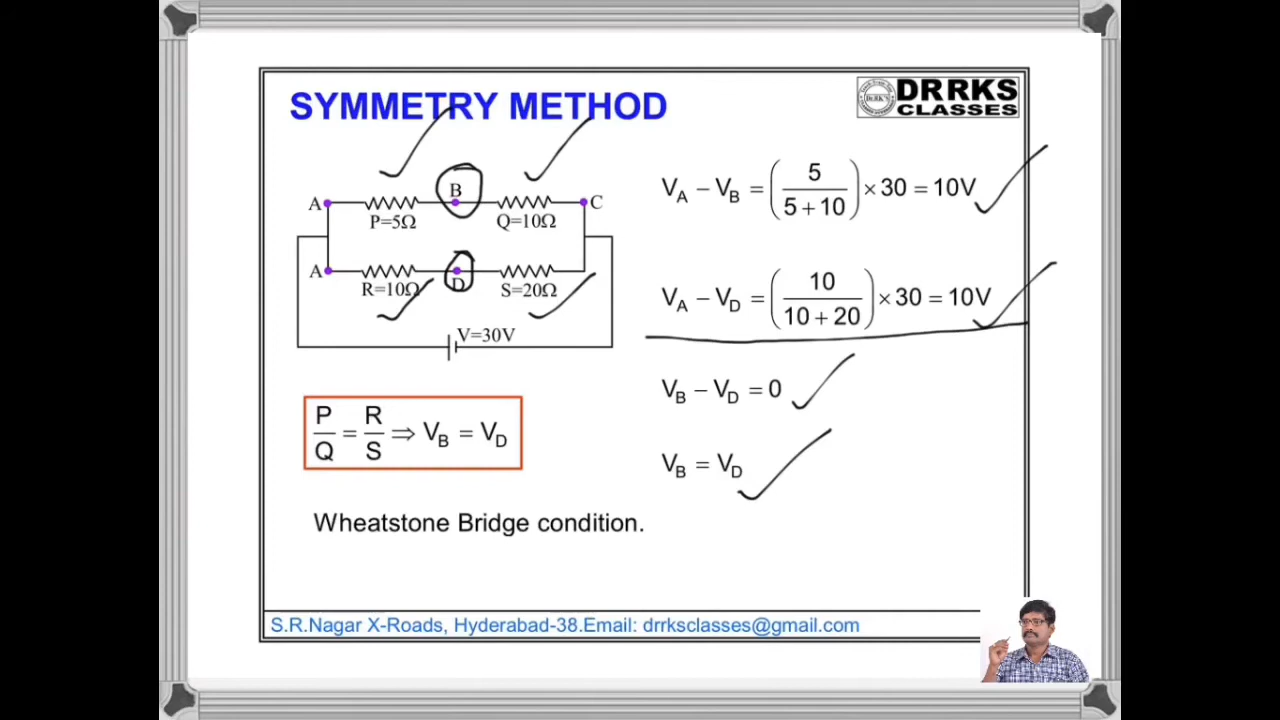 SYMMETRY METHOD
DRRKS
CLASSES
A
B
C
P=5Ω
Q=10Ω
A
D
R=10Ω
S=20Ω
V=30V
V_A − V_B = (5/(5+10)) × 30 = 10V
V_A − V_D = (10/(10+20)) × 30 = 10V
V_B − V_D = 0
V_B = V_D
P/Q = R/S ⇒ V_B = V_D
Wheatstone Bridge condition.
S.R.Nagar X-Roads, Hyderabad-38.Email: drrksclasses@gmail.com